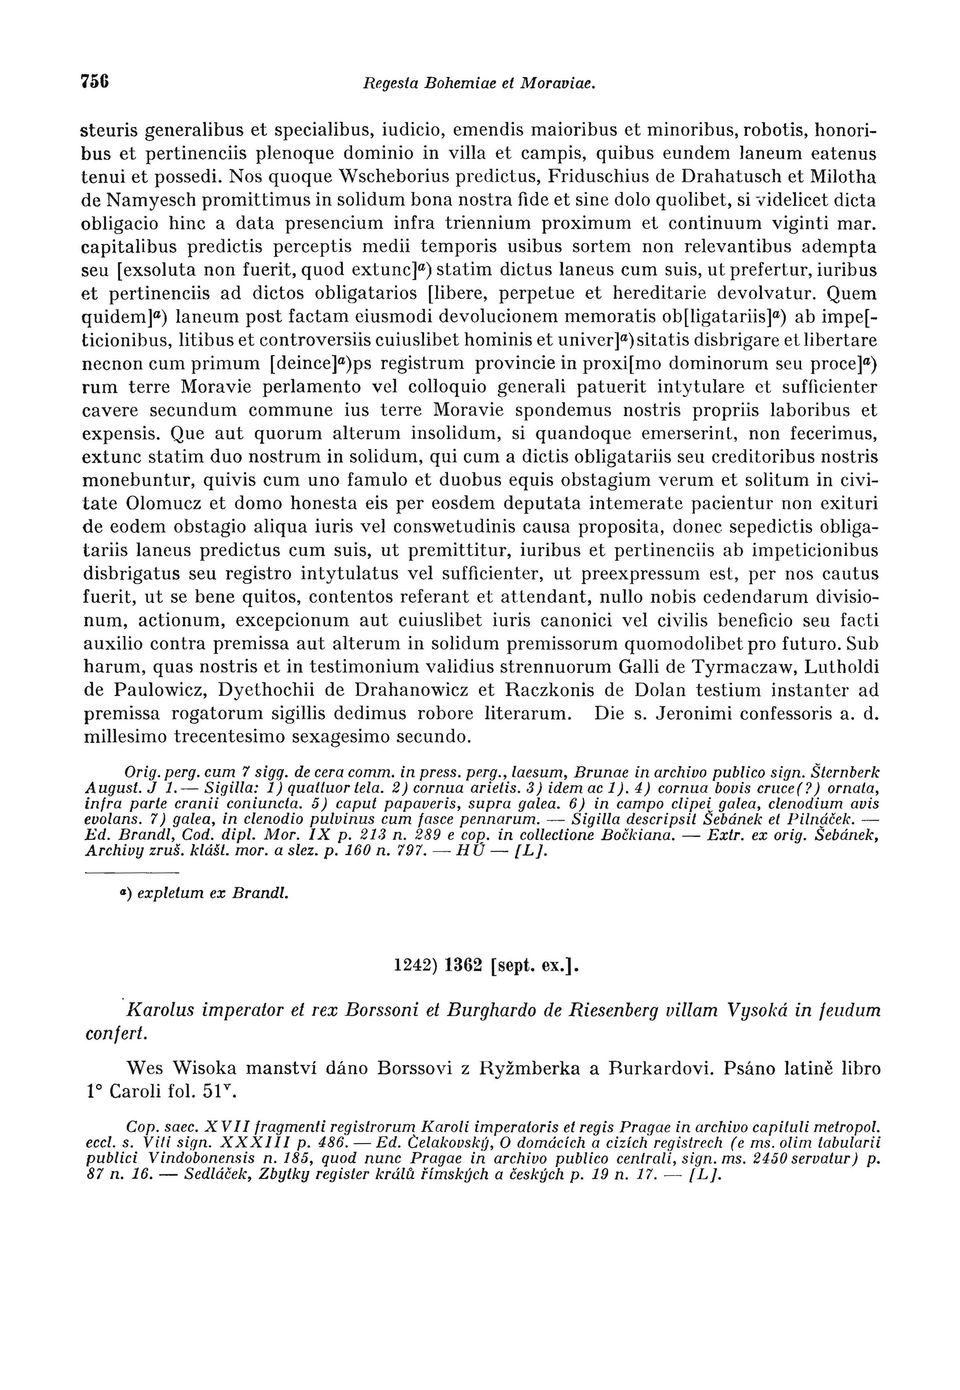 756 Regesta Bohemiae et Moraviae.
steuris generalibus et specialibus, iudicio, emendis maioribus et minoribus, robotis, honori-
bus et pertinenciis plenoque dominio in villa et campis, quibus eundem laneum eatenus
tenui et possedi. Nos quoque Wscheborius predictus, Friduschius de Drahatusch et Milotha
de Namyesch promittimus in solidum bona nostra fide et sine dolo quolibet, si videlicet dicta
obligacio hinc a data presencium infra triennium proximum et continuum viginti mar.
capitalibus predictis perceptis medii temporis usibus sortem non relevantibus adempta
seu [exsoluta non fuerit, quod extunc]ᵃ) statim dictus laneus cum suis, ut prefertur, iuribus
et pertinenciis ad dictos obligatarios [libere, perpetue et hereditarie devolvatur. Quem
quidem]ᵃ) laneum post factam eiusmodi devolucionem memoratis ob[ligatariis]ᵃ) ab impe[-
ticionibus, litibus et controversiis cuiuslibet hominis et univer]ᵃ)sitatis disbrigare et libertare
necnon cum primum [deince]ᵃ)ps registrum provincie in proxi[mo dominorum seu proce]ᵃ)
rum terre Moravie perlamento vel colloquio generali patuerit intytulare et sufficienter
cavere secundum commune ius terre Moravie spondemus nostris propriis laboribus et
expensis. Que aut quorum alterum insolidum, si quandoque emerserint, non fecerimus,
extunc statim duo nostrum in solidum, qui cum a dictis obligatariis seu creditoribus nostris
monebuntur, quivis cum uno famulo et duobus equis obstagium verum et solitum in civi-
tate Olomucz et domo honesta eis per eosdem deputata intemerate pacientur non exituri
de eodem obstagio aliqua iuris vel conswetudinis causa proposita, donec sepedictis obliga-
tariis laneus predictus cum suis, ut premittitur, iuribus et pertinenciis ab impeticionibus
disbrigatus seu registro intytulatus vel sufficienter, ut preexpressum est, per nos cautus
fuerit, ut se bene quitos, contentos referant et attendant, nullo nobis cedendarum divisio-
num, actionum, excepcionum aut cuiuslibet iuris canonici vel civilis beneficio seu facti
auxilio contra premissa aut alterum in solidum premissorum quomodolibet pro futuro. Sub
harum, quas nostris et in testimonium validius strennuorum Galli de Tyrmaczaw, Lutholdi
de Paulowicz, Dyethochii de Drahanowicz et Raczkonis de Dolan testium instanter ad
premissa rogatorum sigillis dedimus robore literarum. Die s. Jeronimi confessoris a. d.
millesimo trecentesimo sexagesimo secundo.
Orig. perg. cum 7 sigg. de cera comm. in press. perg., laesum, Brunae in archivo publico sign. Šternberk
August. J 1. — Sigilla: 1) quattuor tela. 2) cornua arietis. 3) idem ac 1). 4) cornua bovis cruce(?) ornata,
infra parte cranii coniuncta. 5) caput papaveris, supra galea. 6) in campo clipei galea, clenodium avis
evolans. 7) galea, in clenodio pulvinus cum fasce pennarum. — Sigilla descripsit Šebánek et Pilnáček. —
Ed. Brandl, Cod. dipl. Mor. IX p. 213 n. 289 e cop. in collectione Bočkiana. — Extr. ex orig. Šebánek,
Archivy zruš. klášt. mor. a slez. p. 160 n. 797. — HÚ — [L].
ᵃ) expletum ex Brandl.
1242) 1362 [sept. ex.].
Karolus imperator et rex Borssoni et Burghardo de Riesenberg villam Vysoká in feudum
confert.
Wes Wisoka manství dáno Borssovi z Ryžmberka a Burkardovi. Psáno latině libro
1° Caroli fol. 51ᵛ.
Cop. saec. XVII fragmenti registrorum Karoli imperatoris et regis Pragae in archivo capituli metropol.
eccl. s. Viti sign. XXXIII p. 486. — Ed. Čelakovský, O domácích a cizích registrech (e ms. olim tabularii
publici Vindobonensis n. 185, quod nunc Pragae in archivo publico centrali, sign. ms. 2450 servatur) p.
87 n. 16. — Sedláček, Zbytky register králů římských a českých p. 19 n. 17. — [L].